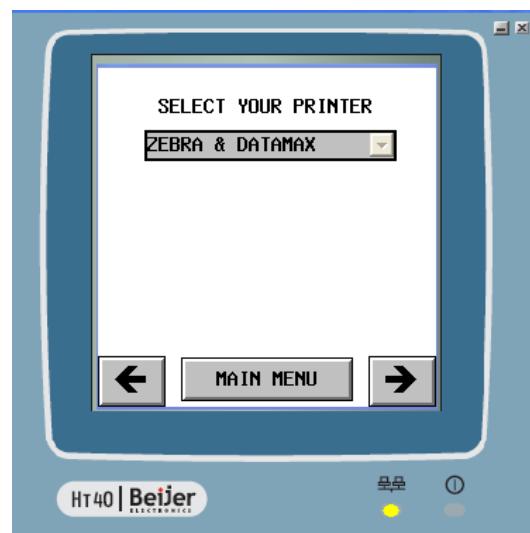 SELECT YOUR PRINTER
ZEBRA & DATAMAX
MAIN MENU
HT40 Beijer
ELECTRONICS